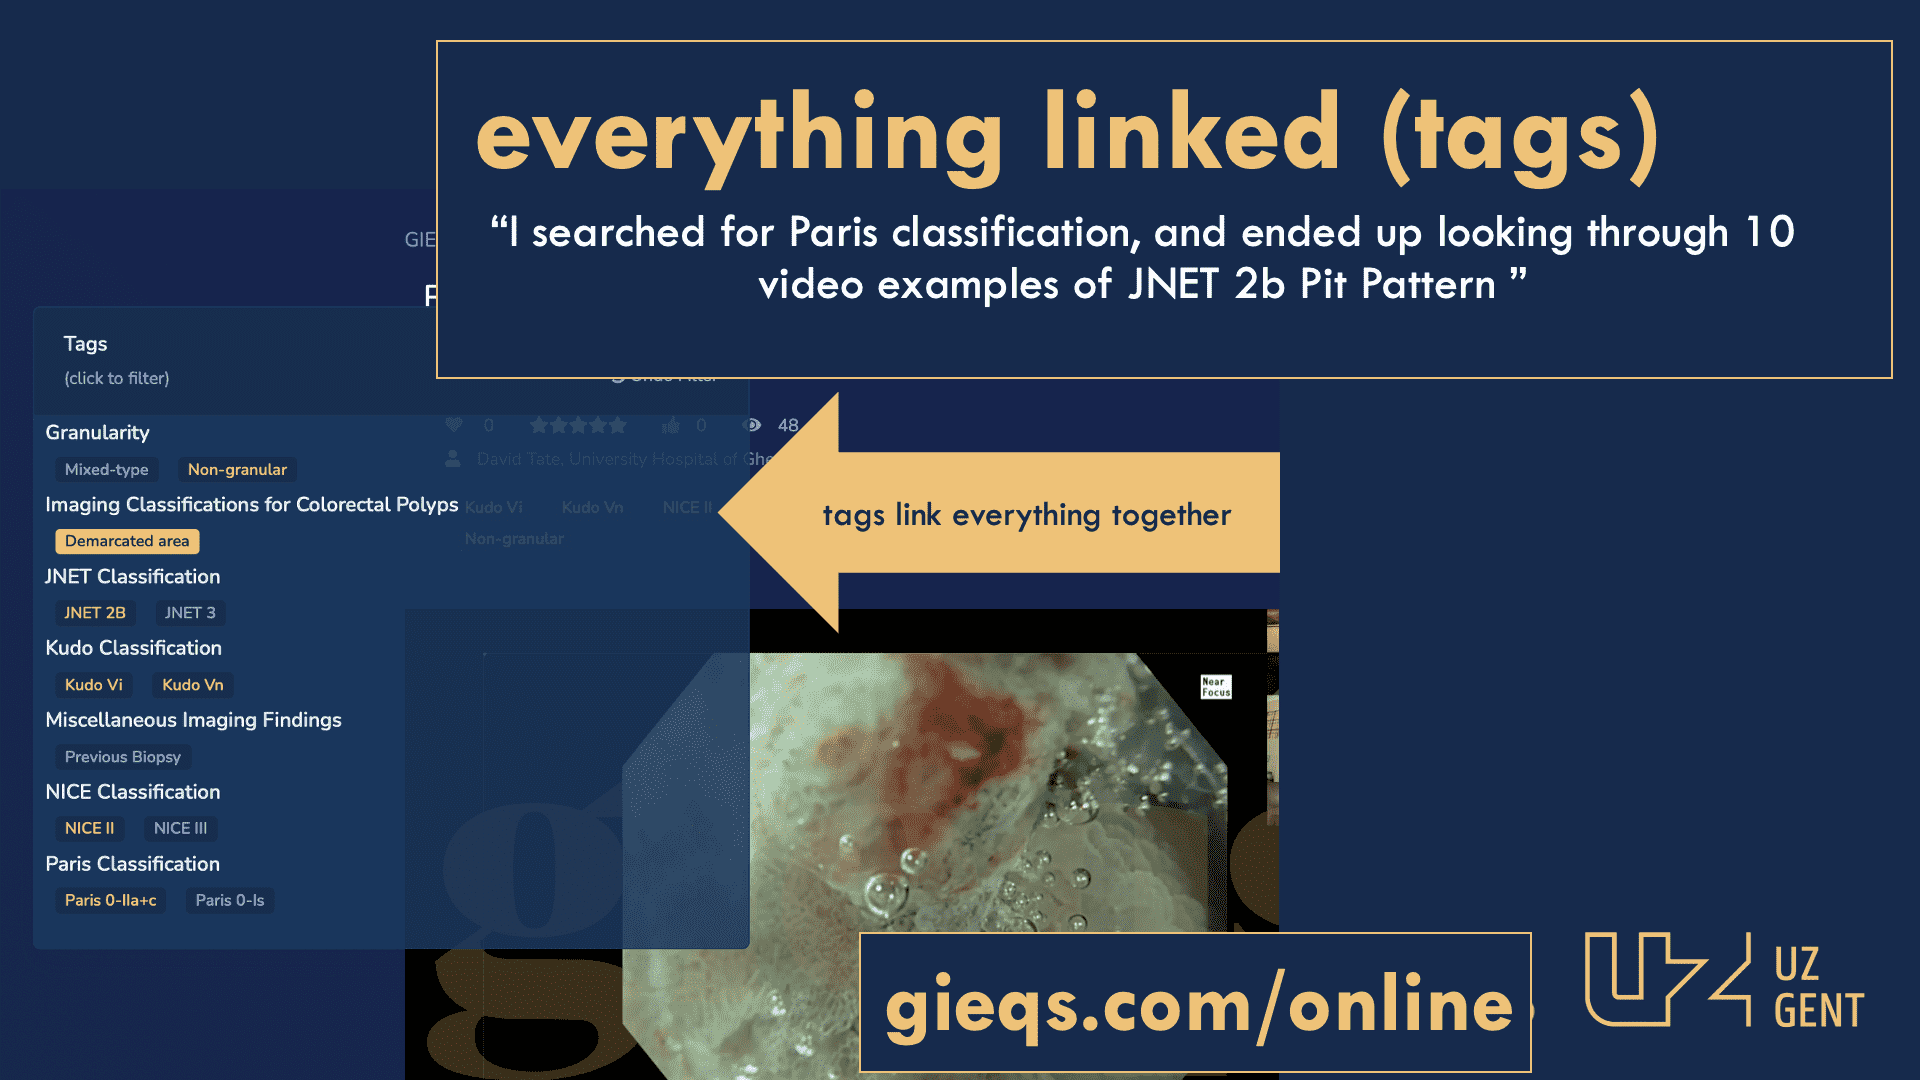 everything linked (tags)
“I searched for Paris classification, and ended up looking through 10
video examples of JNET 2b Pit Pattern ”
GIE
Tags
(click to filter)
Undo Filter
Granularity
Mixed-type Non-granular
Imaging Classifications for Colorectal Polyps
Demarcated area
JNET Classification
JNET 2B JNET 3
Kudo Classification
Kudo Vi Kudo Vn
Miscellaneous Imaging Findings
Previous Biopsy
NICE Classification
NICE II NICE III
Paris Classification
Paris 0-IIa+c Paris 0-Is
0 0 48
David Tate, University Hospital of Ghe
Kudo Vi Kudo Vn NICE II
Non-granular
tags link everything together
Near
Focus
g
gieqs.com/online
UZ
GENT